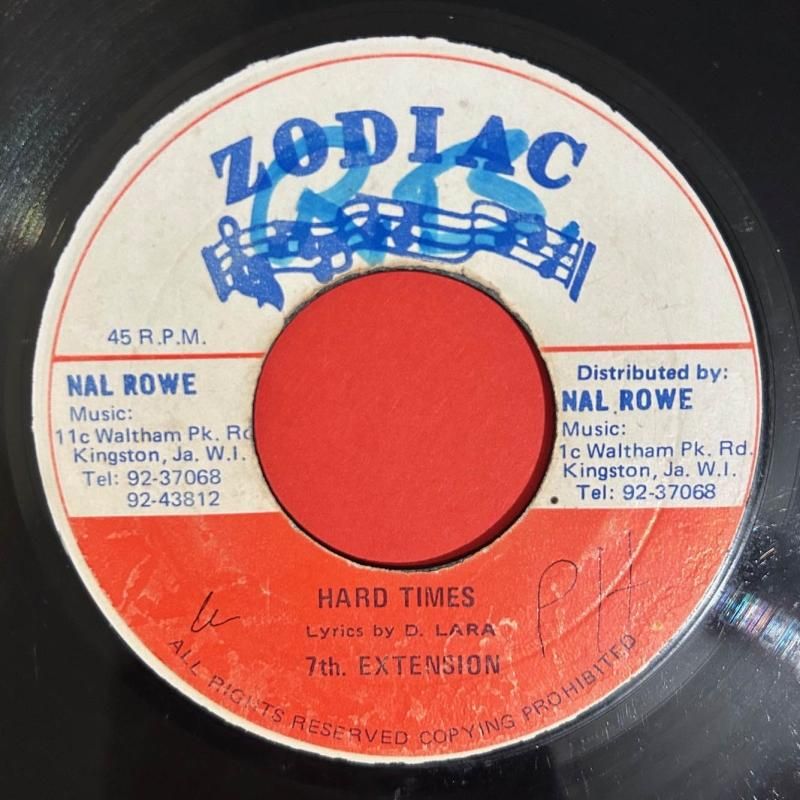 ZODIAC
45 R.P.M.
NAL ROWE
Music:
11c Waltham Pk. Rd
Kingston, Ja. W.I.
Tel: 92-37068
92-43812
Distributed by:
NAL ROWE
Music:
1c Waltham Pk. Rd.
Kingston, Ja. W.I.
Tel: 92-37068
HARD TIMES
Lyrics by D. LARA
7th. EXTENSION
PH
ALL RIGHTS RESERVED COPYING PROHIBITED